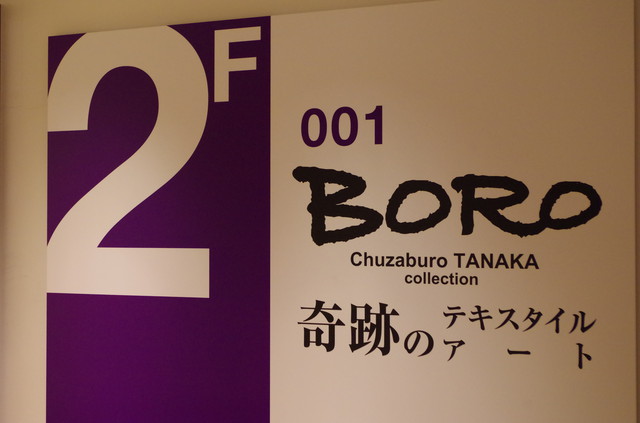 2F
001
BORO
Chuzaburo TANAKA
collection
奇跡のテキスタイル
アート